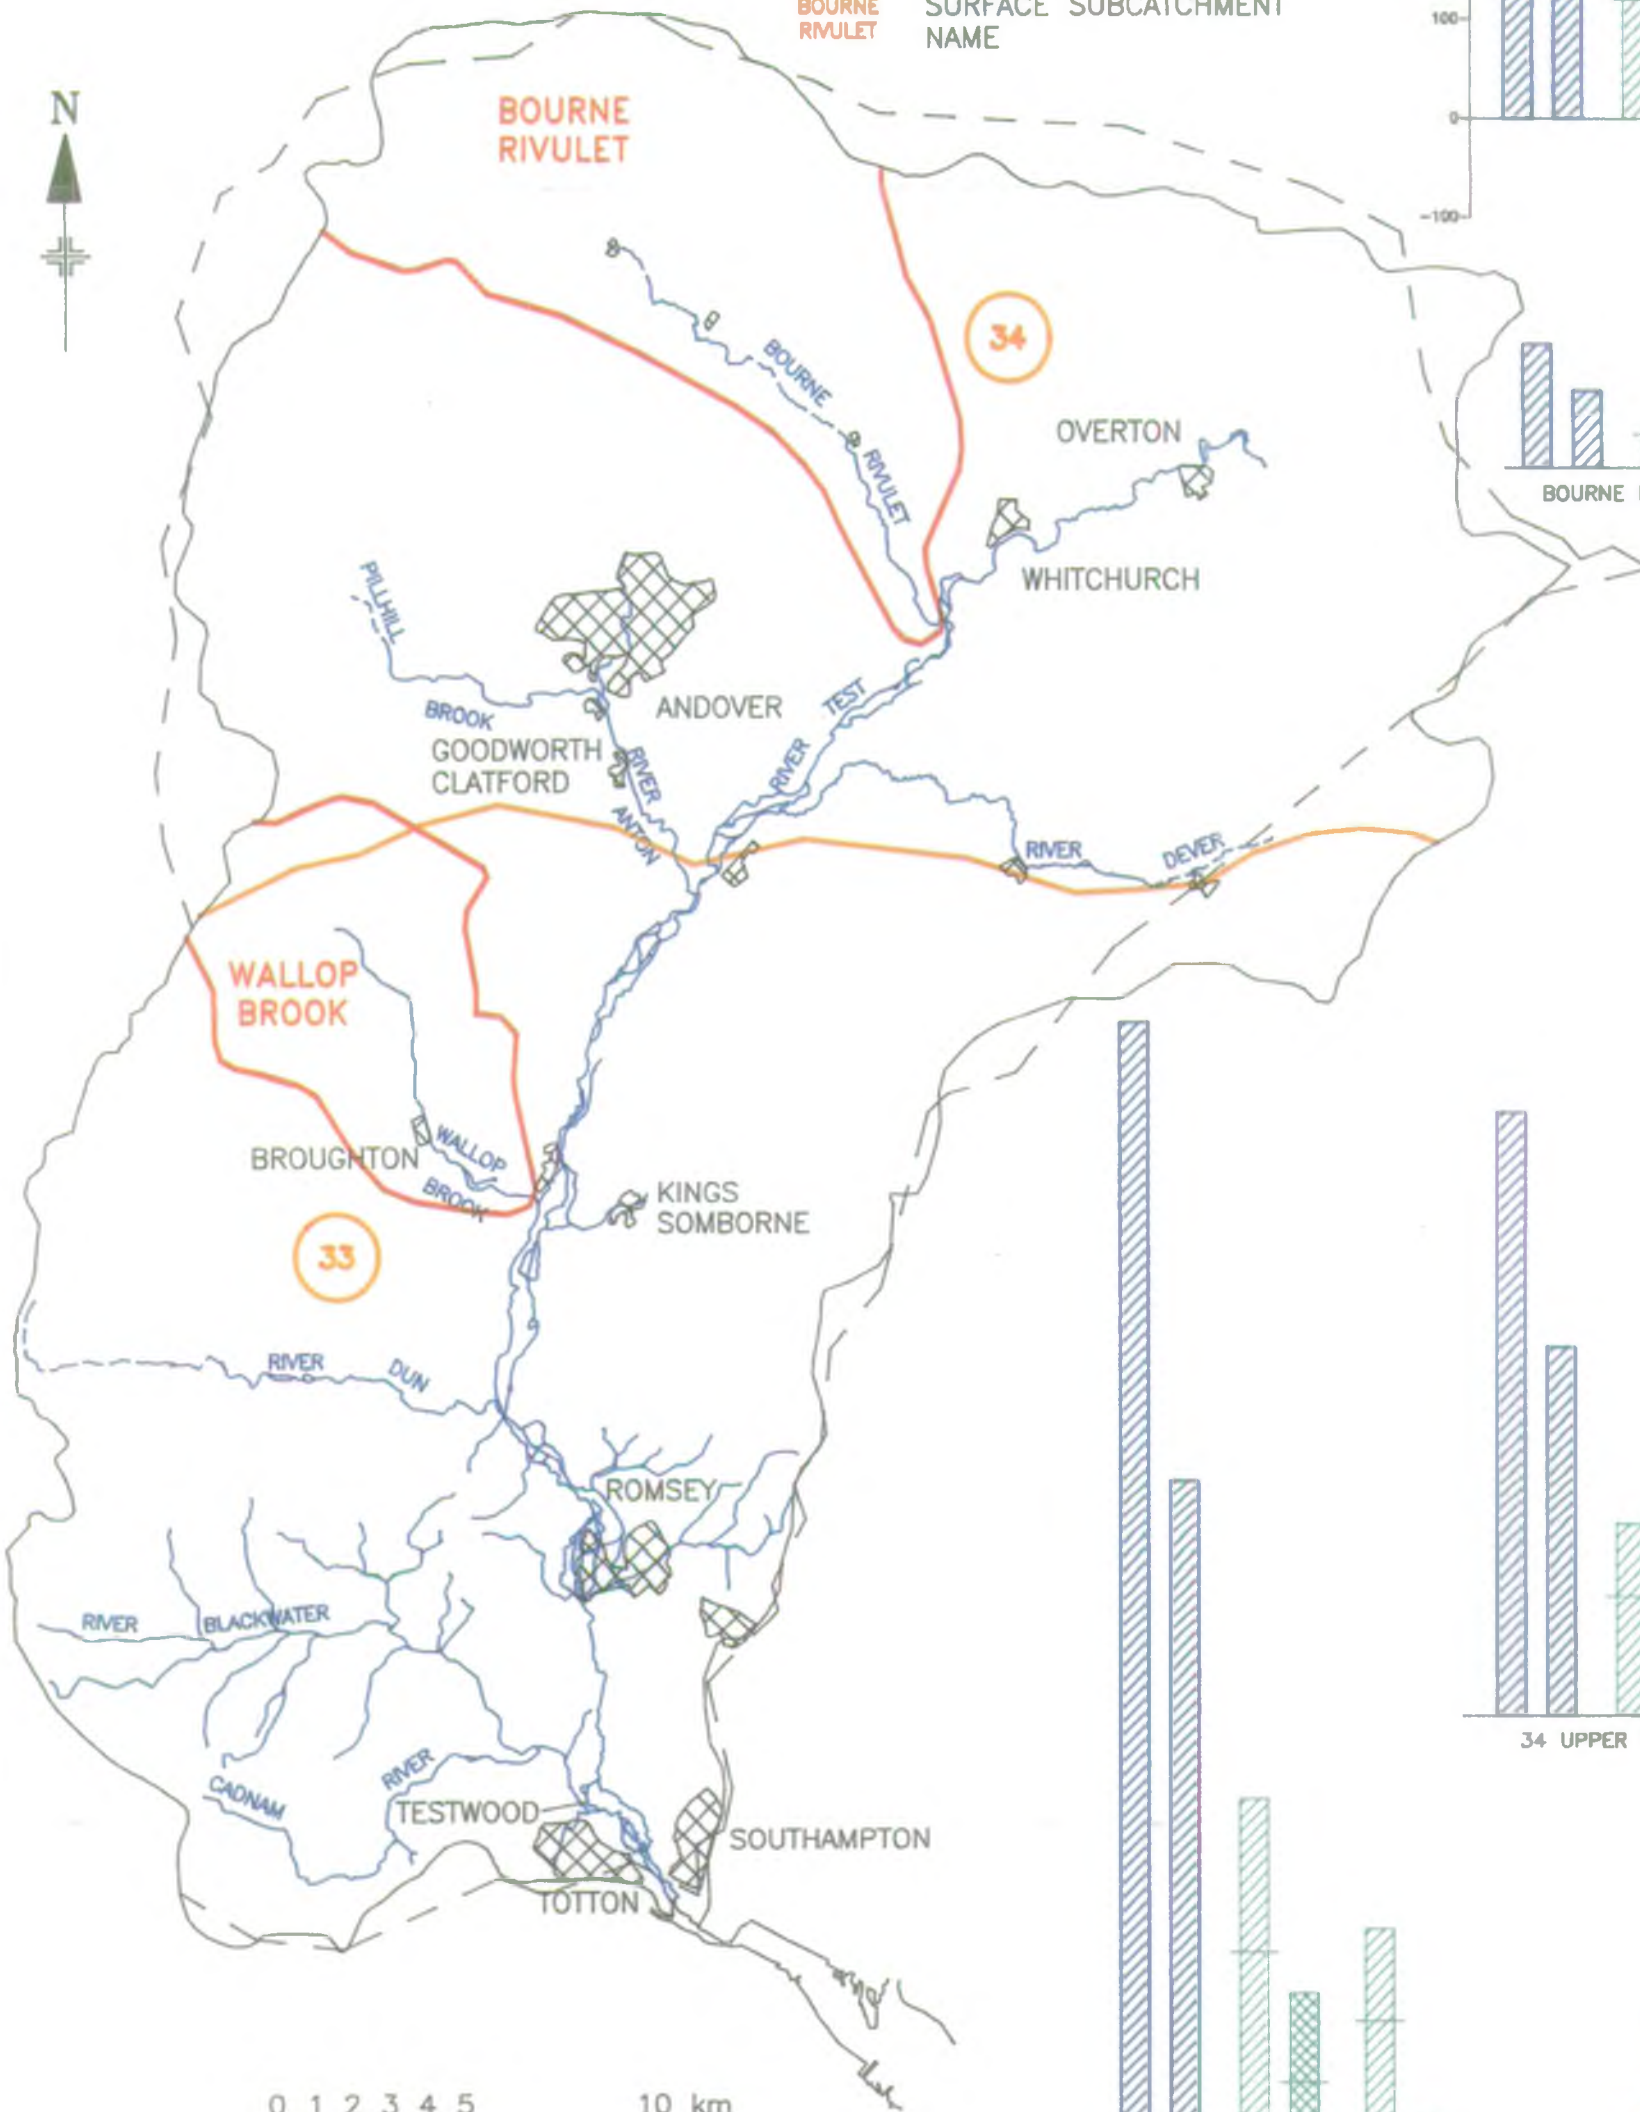 BOURNE
RIVULET
SURFACE SUBCATCHMENT
NAME
100
0
-100
N
BOURNE
RIVULET
34
BOURNE
RIVULET
OVERTON
WHITCHURCH
BOURNE
PILLHILL
BROOK
ANDOVER
GOODWORTH
CLATFORD
RIVER
ANTON
RIVER
TEST
RIVER
DEVER
WALLOP
BROOK
BROUGHTON
WALLOP
BROOK
KINGS
SOMBORNE
33
RIVER
DUN
ROMSEY
RIVER
BLACKWATER
34 UPPER
CADNAM
RIVER
TESTWOOD
SOUTHAMPTON
TOTTON
0 1 2 3 4 5 10 km